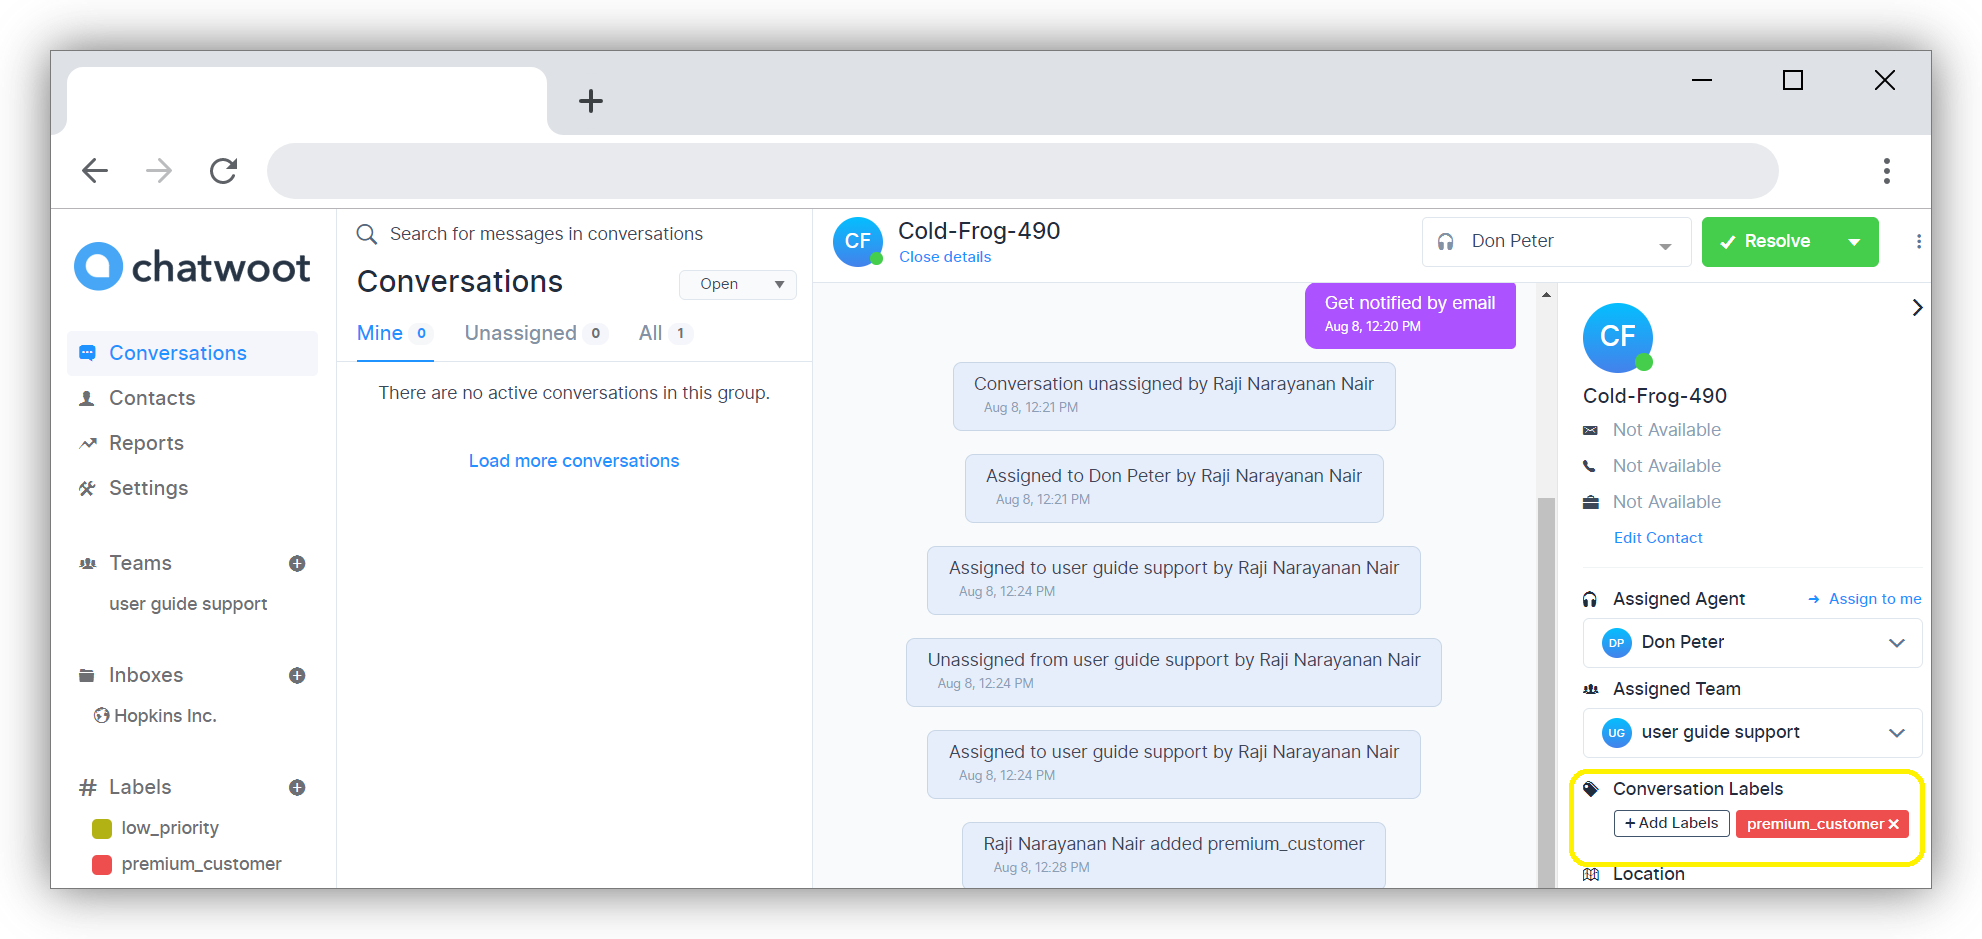 chatwoot
Conversations
Contacts
Reports
Settings
Teams
user guide support
Inboxes
Hopkins Inc.
Labels
low_priority
premium_customer
Search for messages in conversations
Conversations
Open
Mine 0
Unassigned 0
All 1
There are no active conversations in this group.
Load more conversations
CF
Cold-Frog-490
Close details
Don Peter
Resolve
Get notified by email
Aug 8, 12:20 PM
Conversation unassigned by Raji Narayanan Nair
Aug 8, 12:21 PM
Assigned to Don Peter by Raji Narayanan Nair
Aug 8, 12:21 PM
Assigned to user guide support by Raji Narayanan Nair
Aug 8, 12:24 PM
Unassigned from user guide support by Raji Narayanan Nair
Aug 8, 12:24 PM
Assigned to user guide support by Raji Narayanan Nair
Aug 8, 12:24 PM
Raji Narayanan Nair added premium_customer
Aug 8, 12:28 PM
CF
Cold-Frog-490
Not Available
Not Available
Not Available
Edit Contact
Assigned Agent
Assign to me
DP Don Peter
Assigned Team
UG user guide support
Conversation Labels
+ Add Labels
premium_customer
Location